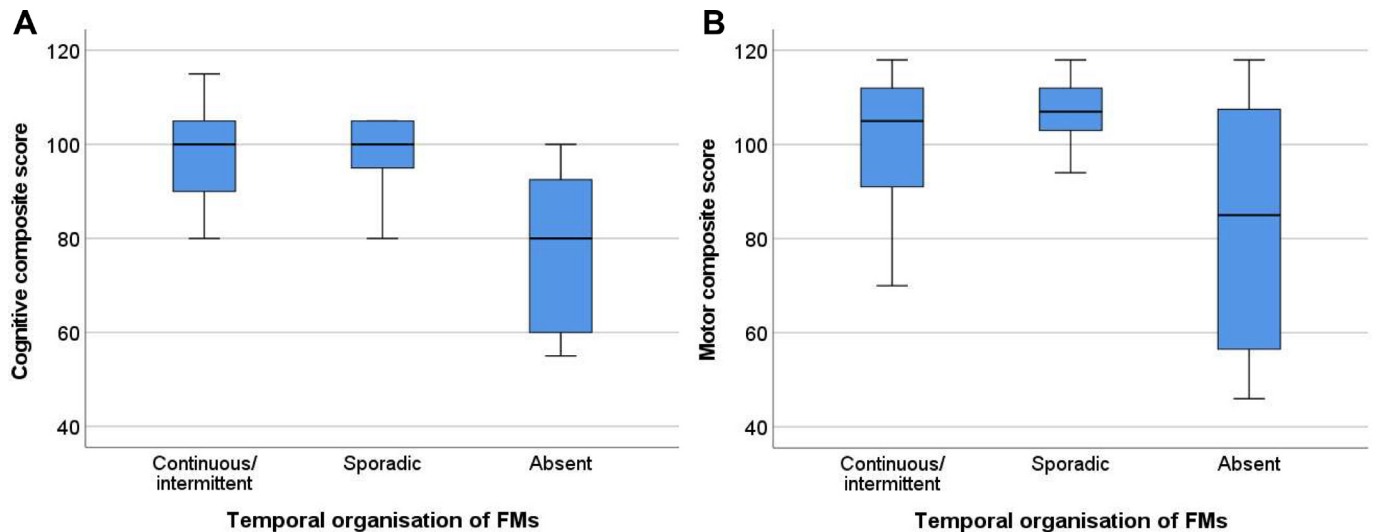 A
Cognitive composite score
120
100
80
60
40
Continuous/
intermittent
Sporadic
Absent
Temporal organisation of FMs
B
Motor composite score
120
100
80
60
40
Continuous/
intermittent
Sporadic
Absent
Temporal organisation of FMs